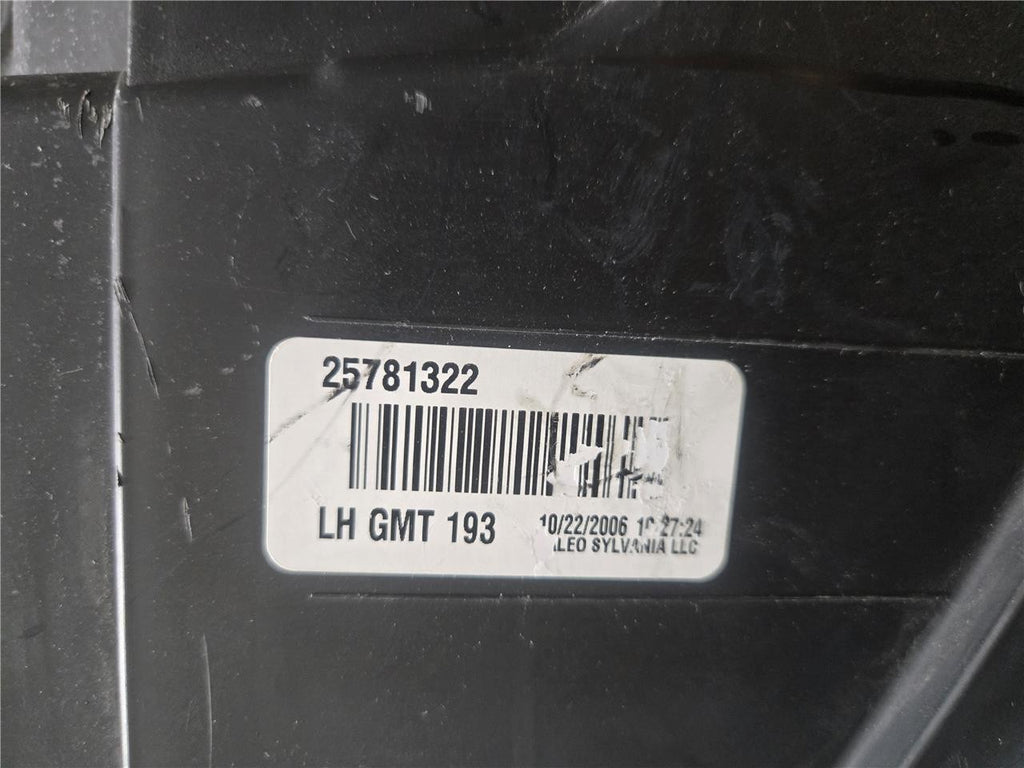 25781322
LH GMT 193
10/22/2006
SYLVANIA LLC